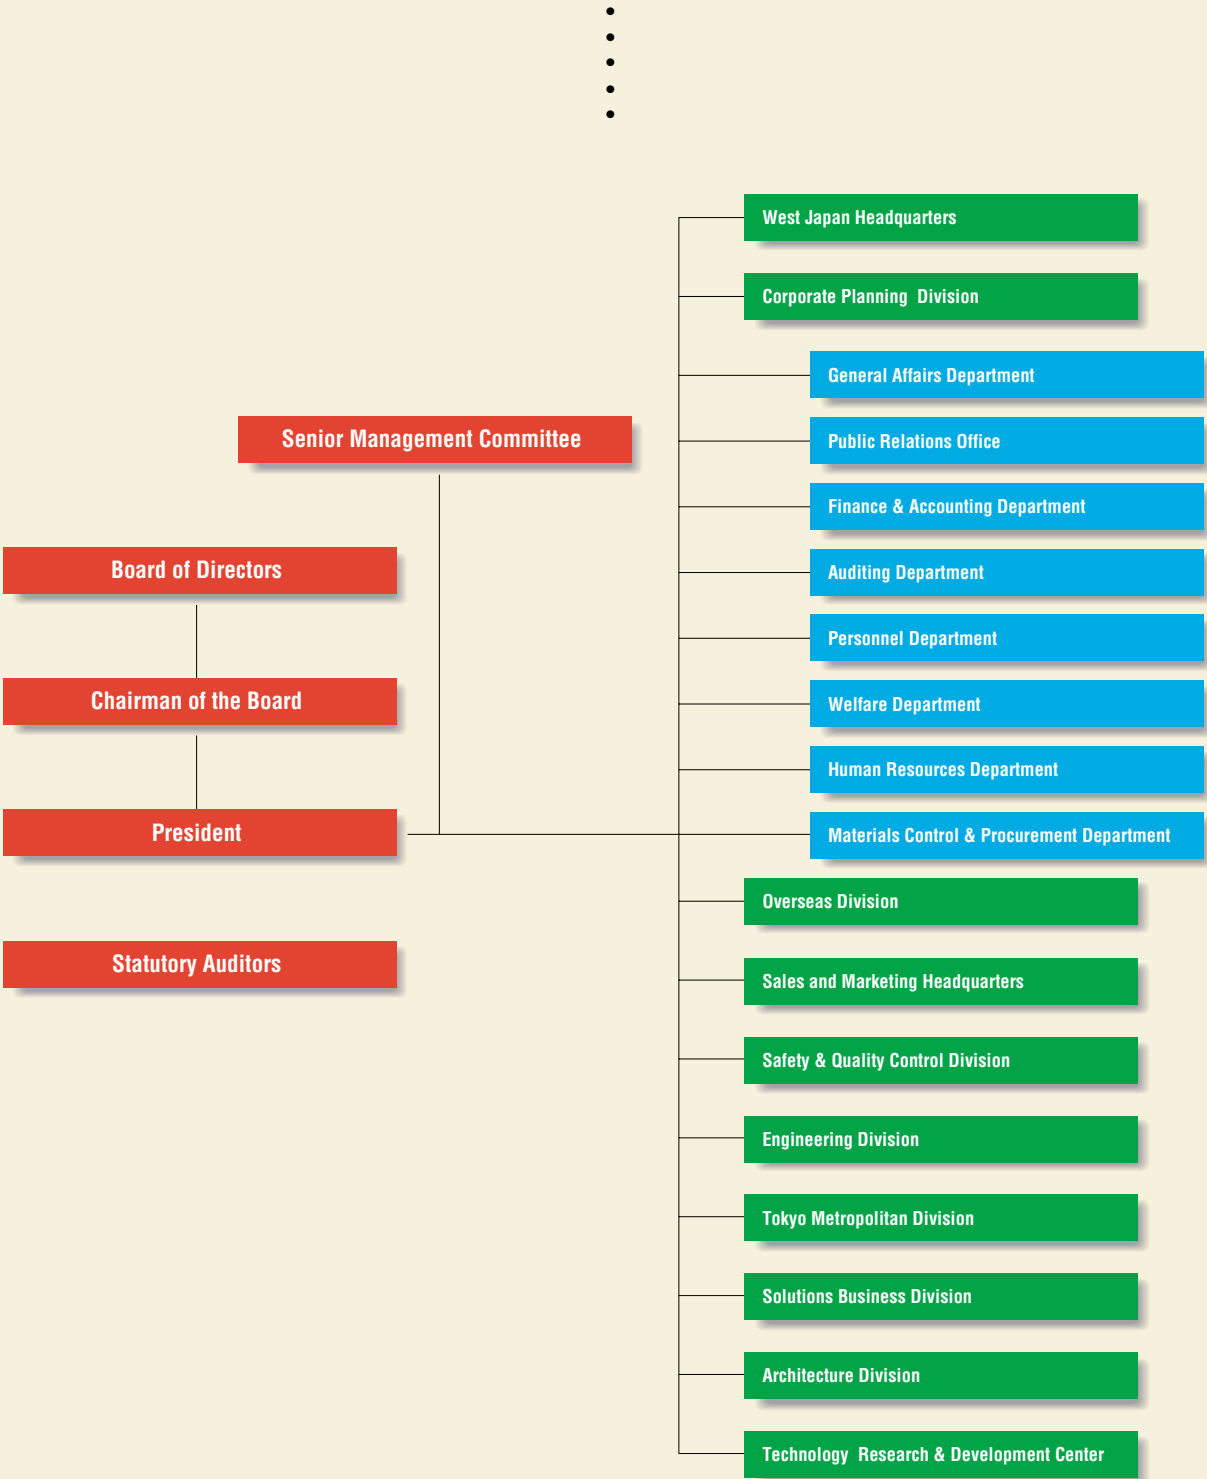 Senior Management Committee
Board of Directors
Chairman of the Board
President
Statutory Auditors
West Japan Headquarters
Corporate Planning  Division
General Affairs Department
Public Relations Office
Finance & Accounting Department
Auditing Department
Personnel Department
Welfare Department
Human Resources Department
Materials Control & Procurement Department
Overseas Division
Sales and Marketing Headquarters
Safety & Quality Control Division
Engineering Division
Tokyo Metropolitan Division
Solutions Business Division
Architecture Division
Technology  Research & Development Center